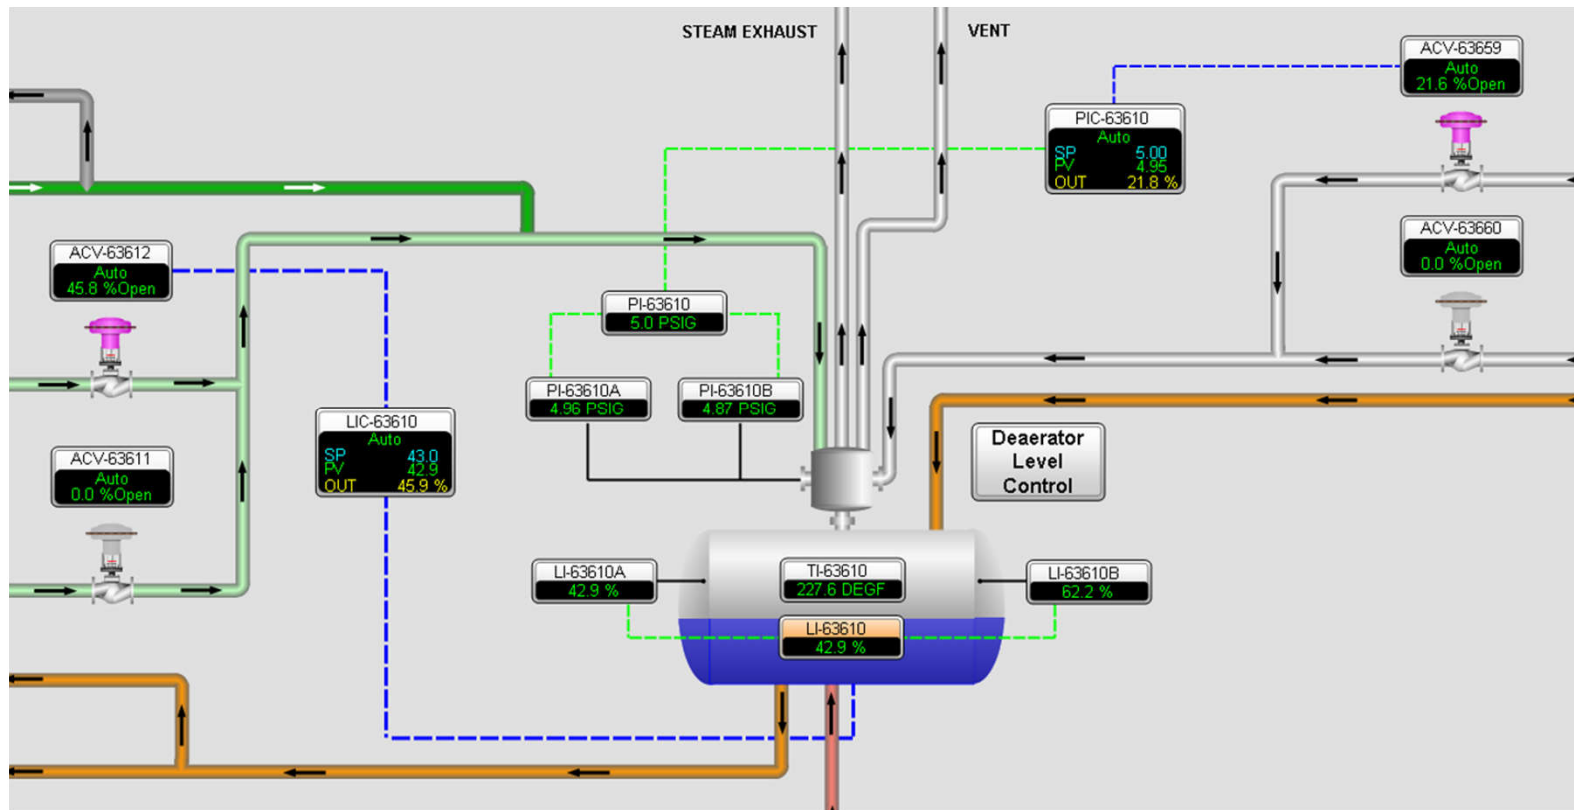 STEAM EXHAUST
VENT
ACV-63659
Auto
21.6 %Open
PIC-63610
Auto
SP 5.00
PV 4.95
OUT 21.8 %
ACV-63612
Auto
45.8 %Open
ACV-63660
Auto
0.0 %Open
PI-63610
5.0 PSIG
PI-63610A
4.96 PSIG
PI-63610B
4.87 PSIG
LIC-63610
Auto
SP 43.0
PV 42.9
OUT 45.9 %
ACV-63611
Auto
0.0 %Open
Deaerator
Level
Control
LI-63610A
42.9 %
TI-63610
227.6 DEGF
LI-63610B
62.2 %
LI-63610
42.9 %